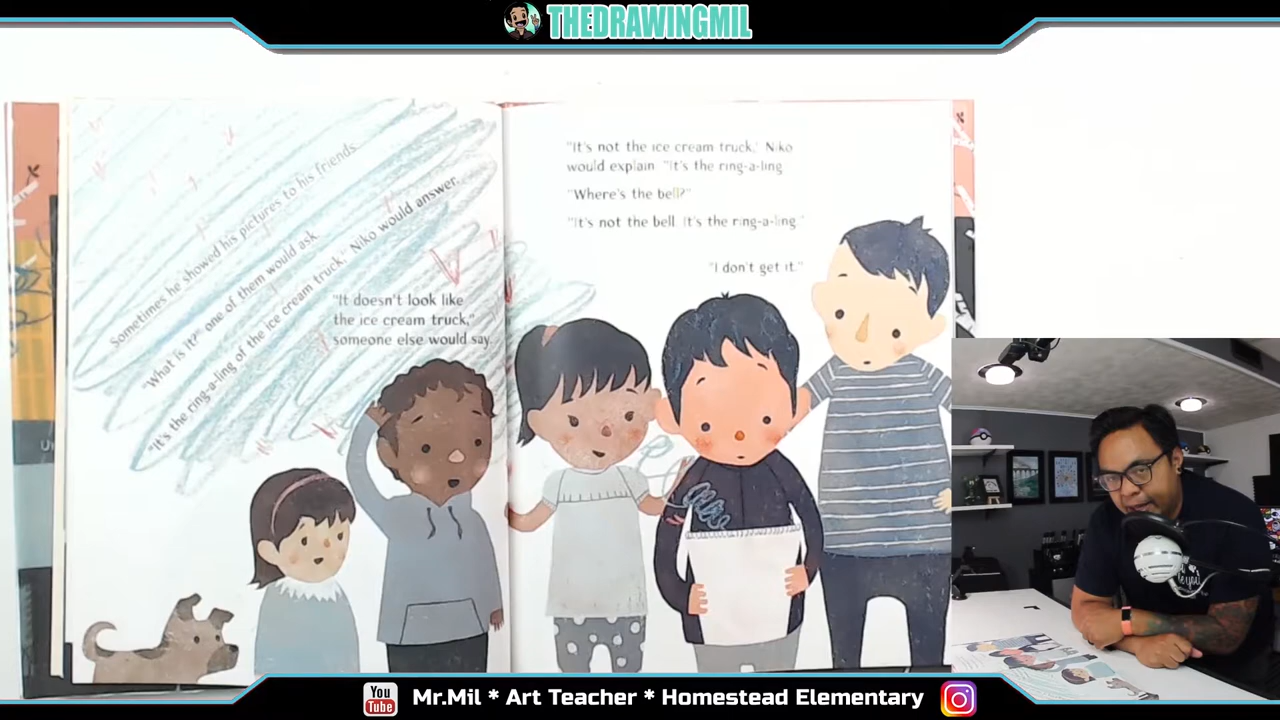 THEDRAWINGMIL
Sometimes he showed his pictures to his friends.
"What is it?" one of them would ask.
"It's the ring-a-ling of the ice cream truck," Niko would answer.
"It doesn't look like
the ice cream truck,"
someone else would say.
"It's not the ice cream truck," Niko
would explain. "It's the ring-a-ling."
"Where's the bell?"
"It's not the bell. It's the ring-a-ling."
"I don't get it."
You
Tube
Mr.Mil * Art Teacher * Homestead Elementary